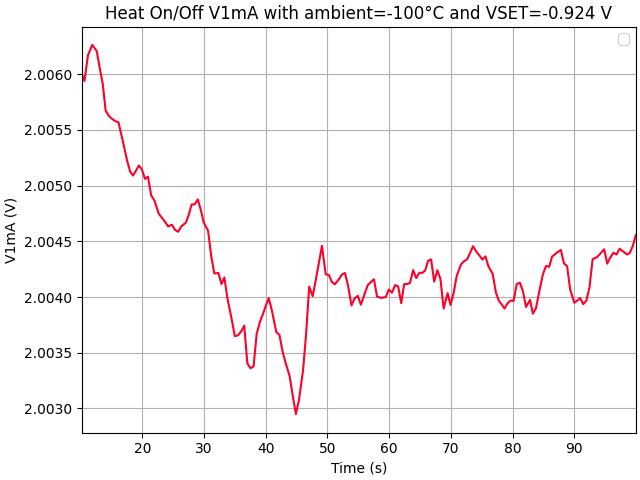 Heat On/Off V1mA with ambient=-100°C and VSET=-0.924 V
2.0060
2.0055
2.0050
2.0045
2.0040
2.0035
2.0030
V1mA (V)
20 30 40 50 60 70 80 90
Time (s)